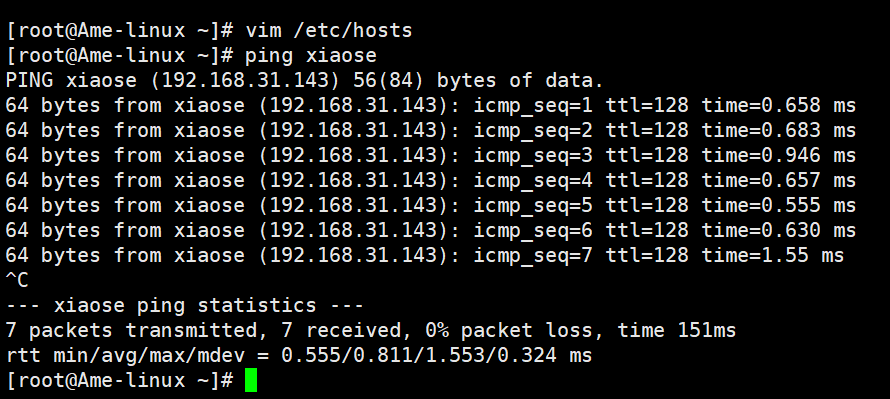 [root@Ame-linux ~]# vim /etc/hosts
[root@Ame-linux ~]# ping xiaose
PING xiaose (192.168.31.143) 56(84) bytes of data.
64 bytes from xiaose (192.168.31.143): icmp_seq=1 ttl=128 time=0.658 ms
64 bytes from xiaose (192.168.31.143): icmp_seq=2 ttl=128 time=0.683 ms
64 bytes from xiaose (192.168.31.143): icmp_seq=3 ttl=128 time=0.946 ms
64 bytes from xiaose (192.168.31.143): icmp_seq=4 ttl=128 time=0.657 ms
64 bytes from xiaose (192.168.31.143): icmp_seq=5 ttl=128 time=0.555 ms
64 bytes from xiaose (192.168.31.143): icmp_seq=6 ttl=128 time=0.630 ms
64 bytes from xiaose (192.168.31.143): icmp_seq=7 ttl=128 time=1.55 ms
^C
--- xiaose ping statistics ---
7 packets transmitted, 7 received, 0% packet loss, time 151ms
rtt min/avg/max/mdev = 0.555/0.811/1.553/0.324 ms
[root@Ame-linux ~]#